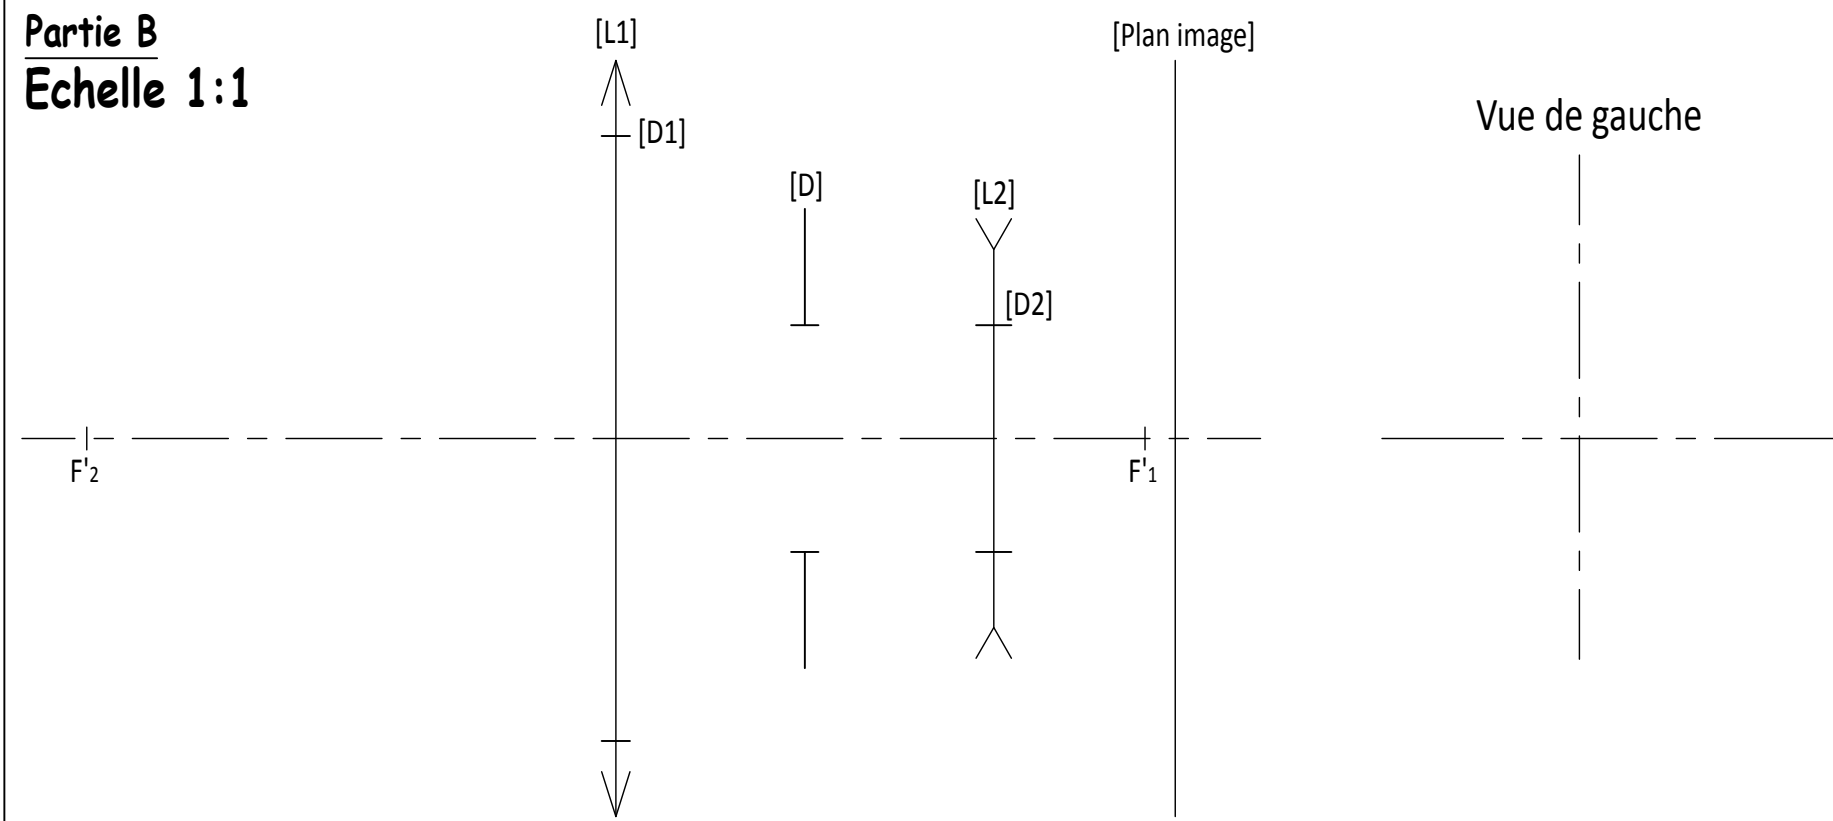 Partie B
Echelle 1:1
[L1]
[Plan image]
Vue de gauche
[D1]
[D]
[L2]
[D2]
F'2
F'1